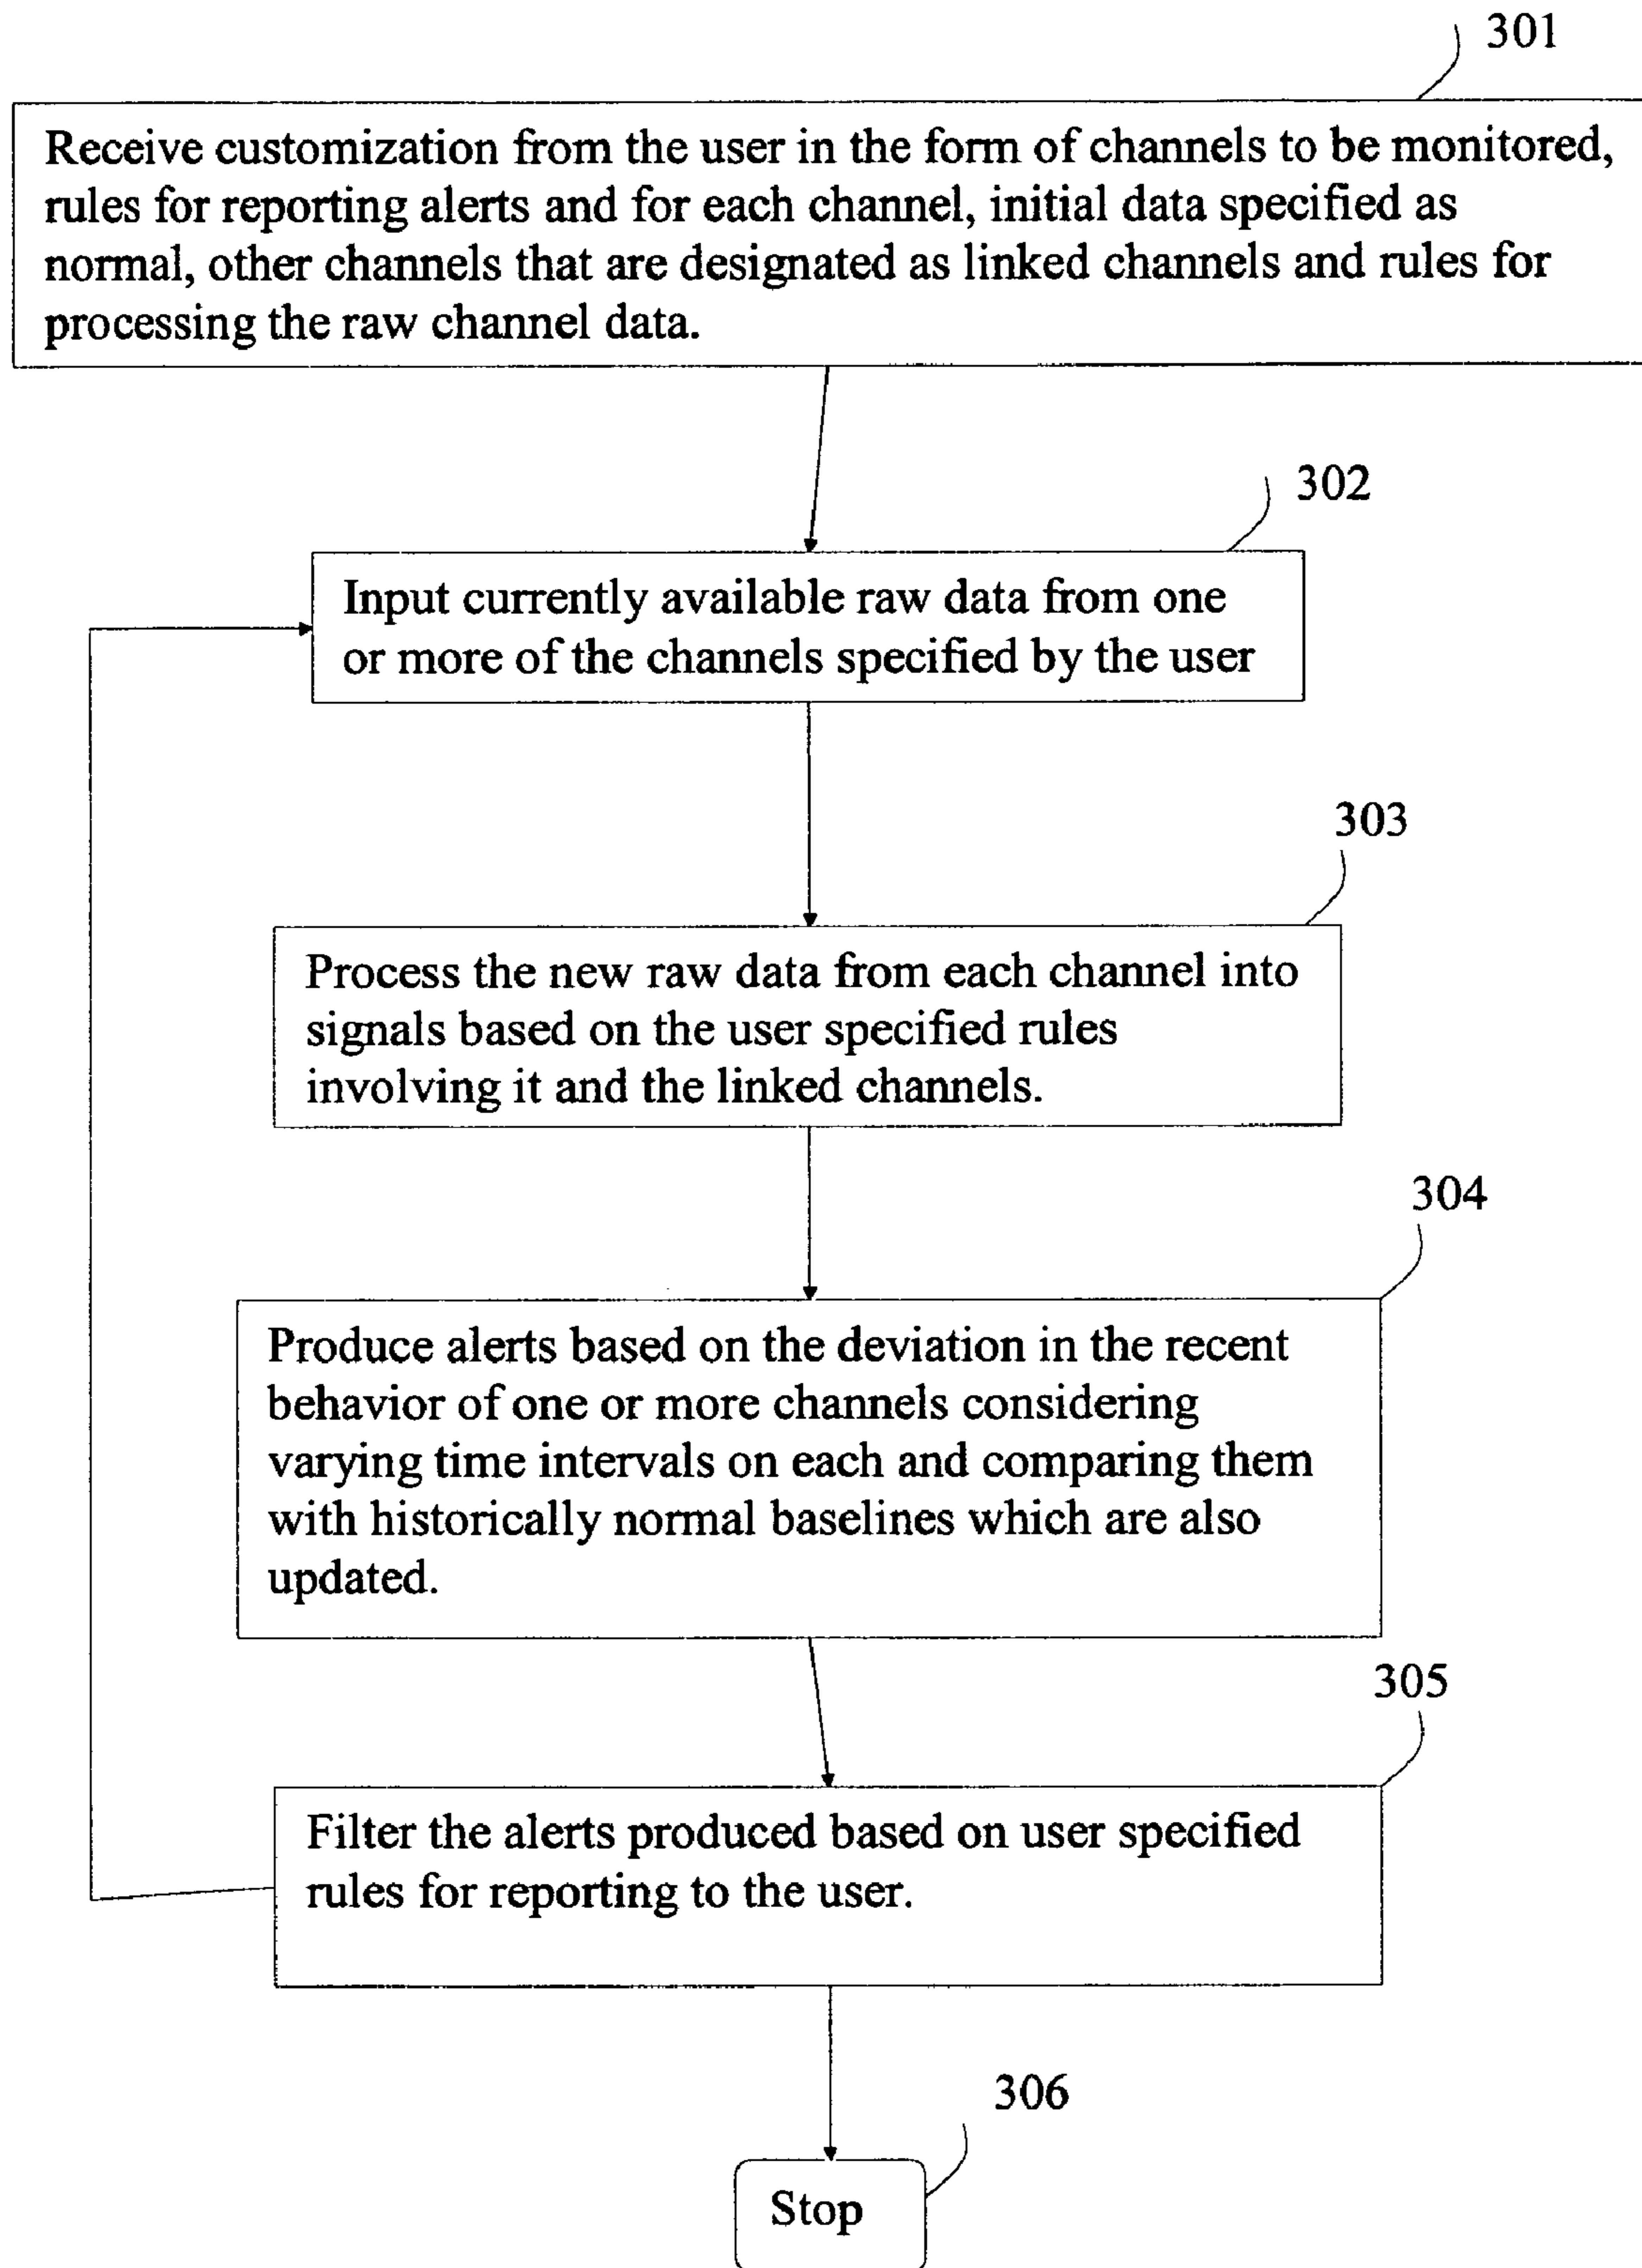 301
Receive customization from the user in the form of channels to be monitored,
rules for reporting alerts and for each channel, initial data specified as
normal, other channels that are designated as linked channels and rules for
processing the raw channel data.
302
Input currently available raw data from one
or more of the channels specified by the user
303
Process the new raw data from each channel into
signals based on the user specified rules
involving it and the linked channels.
304
Produce alerts based on the deviation in the recent
behavior of one or more channels considering
varying time intervals on each and comparing them
with historically normal baselines which are also
updated.
305
Filter the alerts produced based on user specified
rules for reporting to the user.
306
Stop